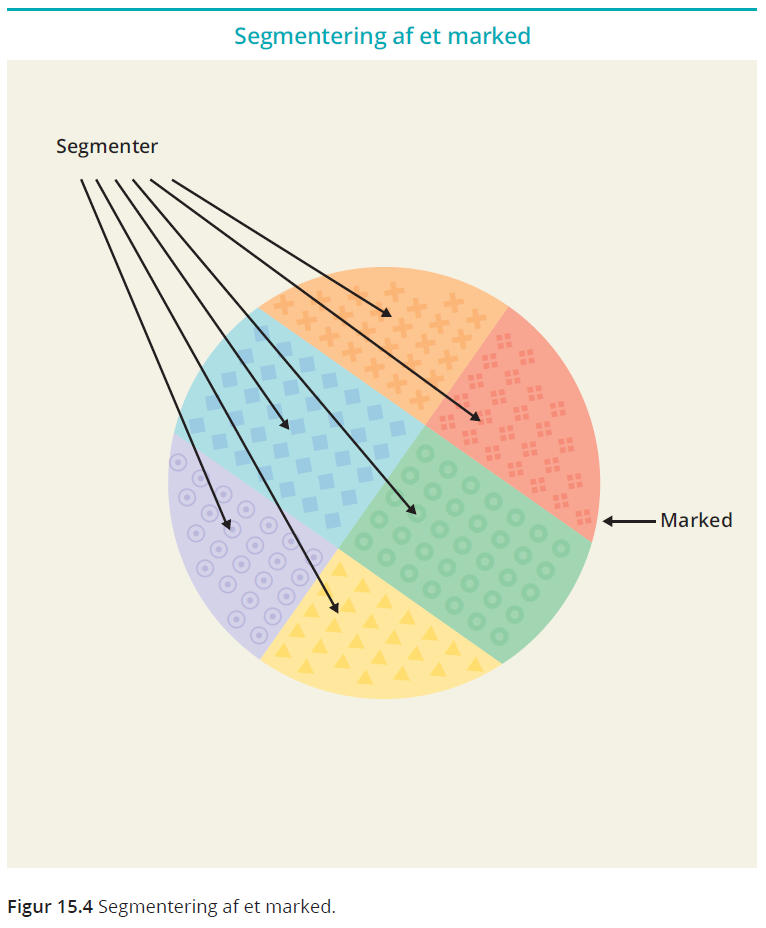 Segmentering af et marked
Segmenter
Marked
Figur 15.4 Segmentering af et marked.